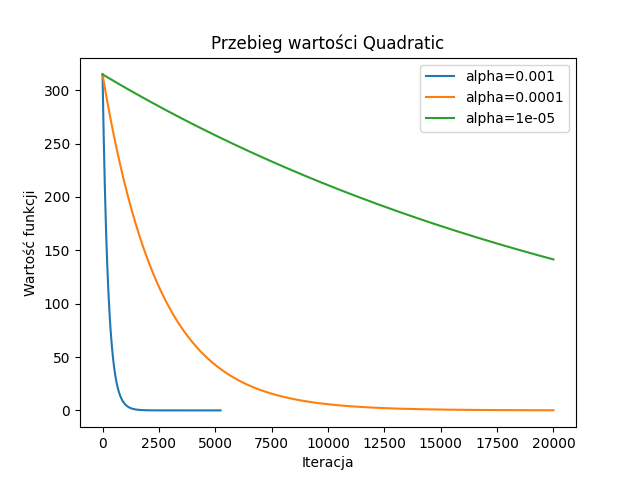 Przebieg wartości Quadratic
alpha=0.001
alpha=0.0001
alpha=1e-05
Wartość funkcji
300
250
200
150
100
50
0
0 2500 5000 7500 10000 12500 15000 17500 20000
Iteracja